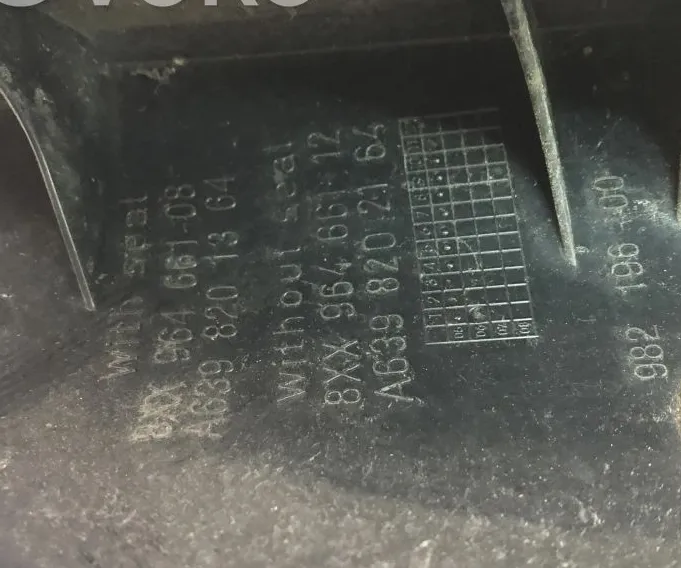 with seal
8XX 964 661-08
A639 820 13 64
without seal
8XX 964 661-12
A639 820 21 64
982 196-00